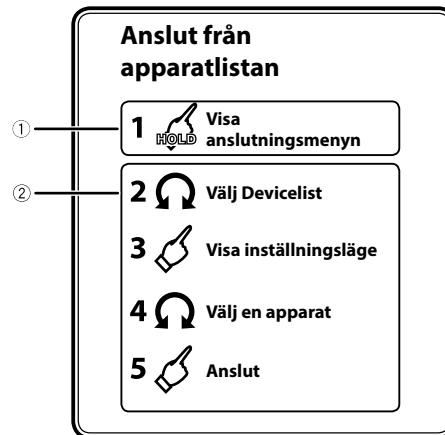 Anslut från
apparatlistan
① 1 HOLD Visa
anslutningsmenyn
② 2 Välj Devicelist
3 Visa inställningsläge
4 Välj en apparat
5 Anslut